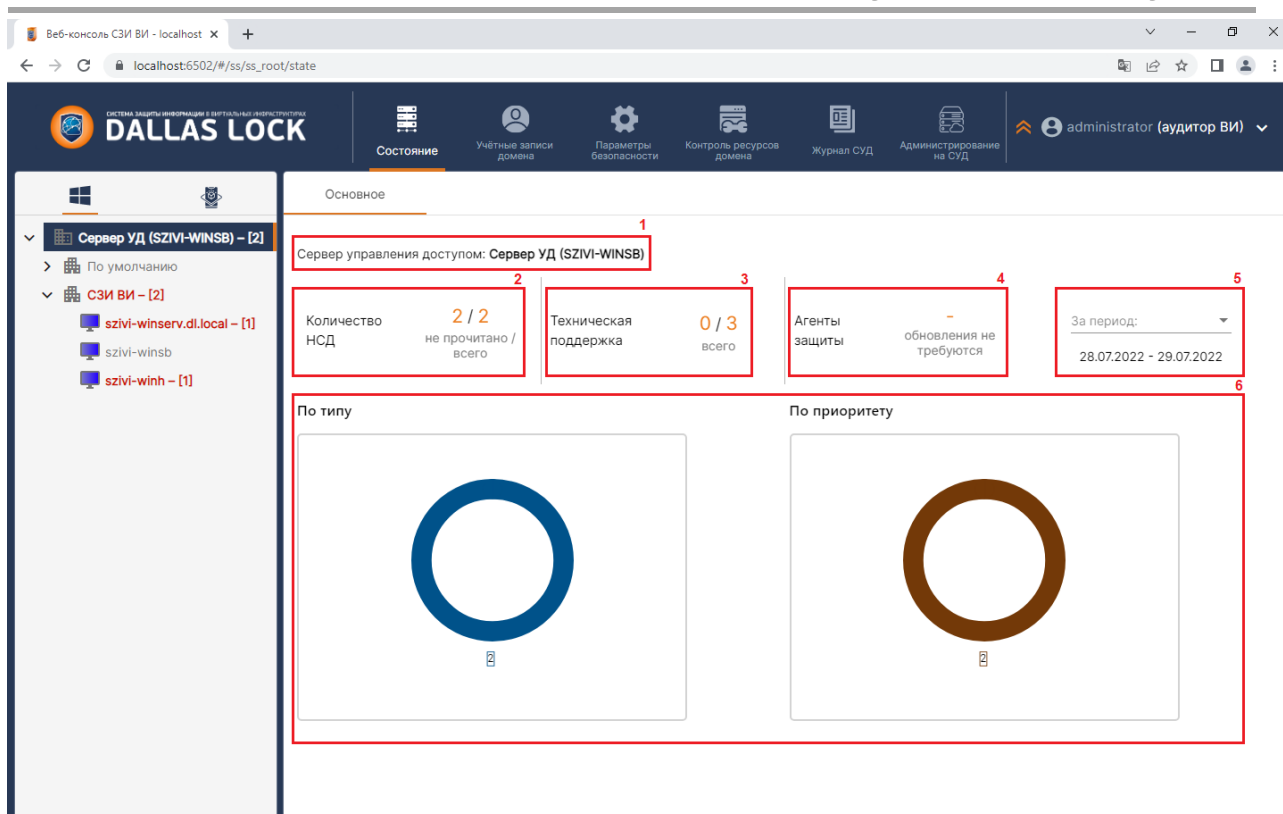 Веб-консоль СЗИ ВИ - localhost
localhost:6502/#/ss/ss_root/state
СИСТЕМА ЗАЩИТЫ ИНФОРМАЦИИ В ВИРТУАЛЬНЫХ ИНФРАСТРУКТУРАХ
DALLAS LOCK
Состояние
Учётные записи
домена
Параметры
безопасности
Контроль ресурсов
домена
Журнал СУД
Администрирование
на СУД
administrator (аудитор ВИ)
Основное
Сервер УД (SZIVI-WINSB) – [2]
По умолчанию
СЗИ ВИ – [2]
szivi-winserv.dl.local – [1]
szivi-winsb
szivi-winh – [1]
1
Сервер управления доступом: Сервер УД (SZIVI-WINSB)
2
Количество
НСД
2 / 2
не прочитано /
всего
3
Техническая
поддержка
0 / 3
всего
4
Агенты
защиты
-
обновления не
требуются
5
За период:
28.07.2022 - 29.07.2022
6
По типу
2
По приоритету
2